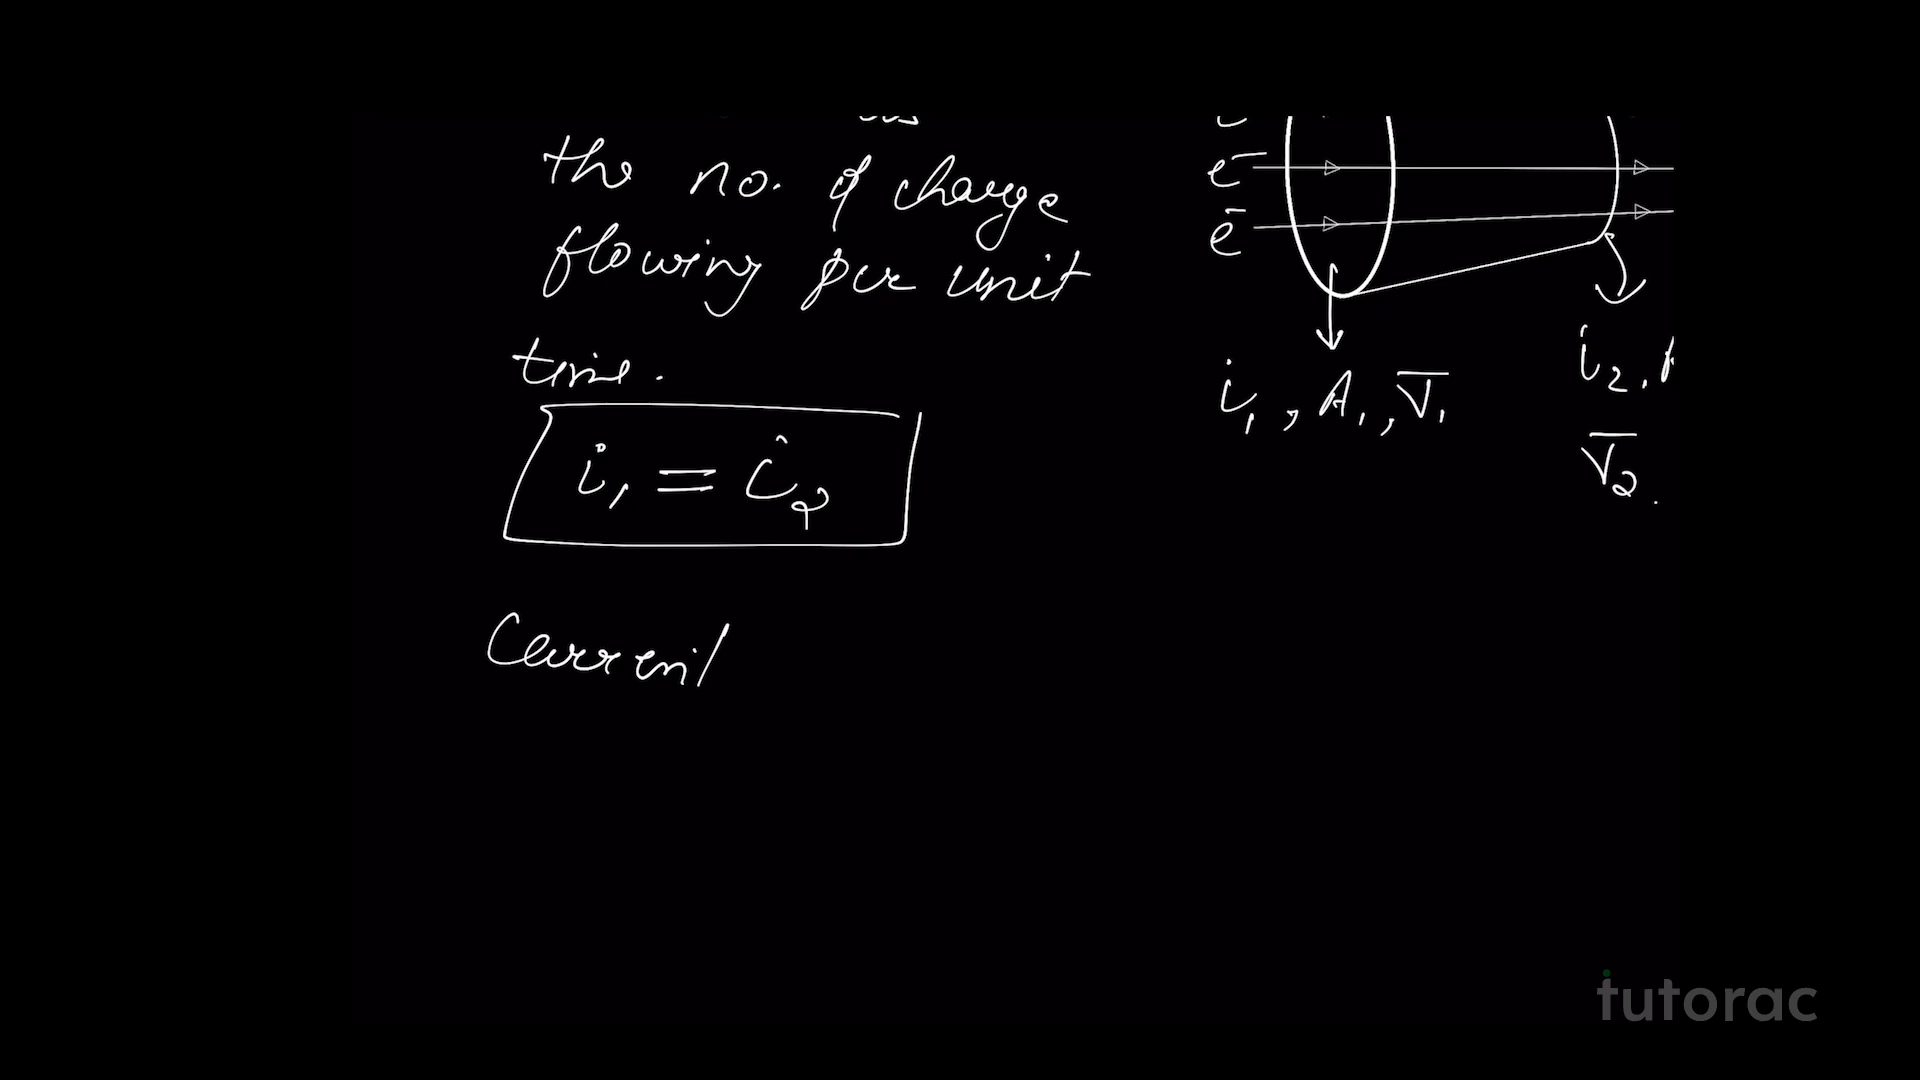 the no. of charge
flowing per unit
time.
i₁ = i₂
Current
e⁻
e⁻
i₁, A₁, V̅₁
i₂,
V̅₂.
tutorac